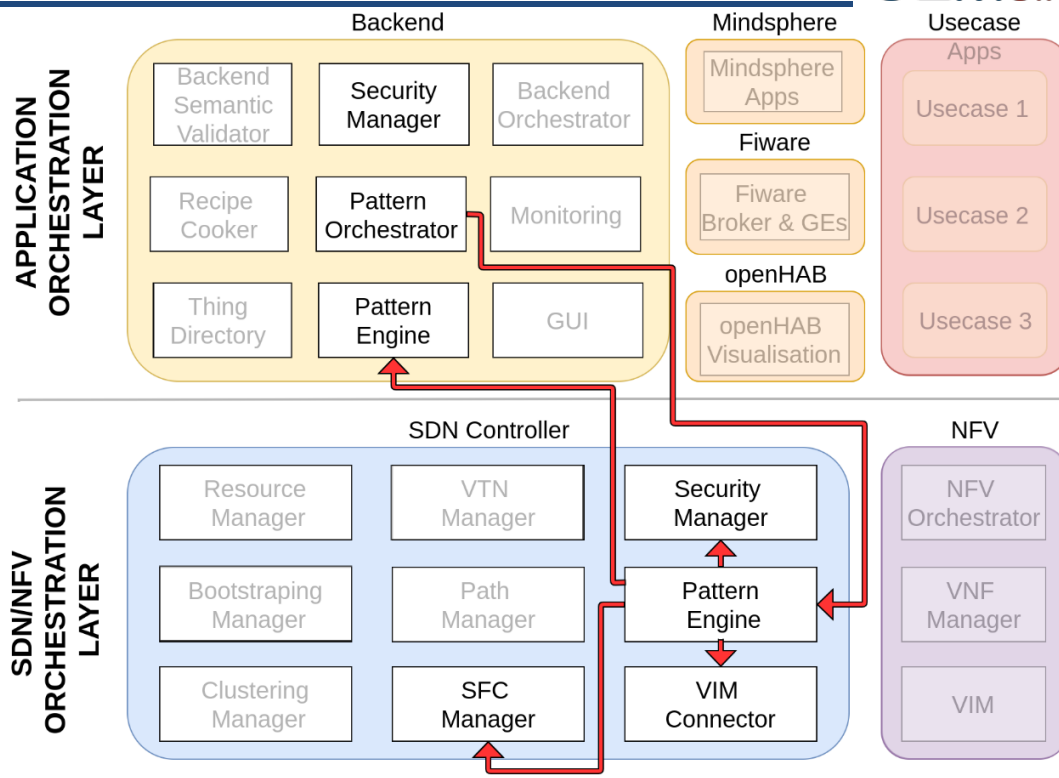 Backend
Mindsphere
Usecase
Apps
APPLICATION
ORCHESTRATION
LAYER
Backend
Semantic
Validator
Security
Manager
Backend
Orchestrator
Mindsphere
Apps
Usecase 1
Fiware
Recipe
Cooker
Pattern
Orchestrator
Monitoring
Fiware
Broker & GEs
Usecase 2
openHAB
Thing
Directory
Pattern
Engine
GUI
openHAB
Visualisation
Usecase 3
SDN Controller
NFV
SDN/NFV
ORCHESTRATION
LAYER
Resource
Manager
VTN
Manager
Security
Manager
NFV
Orchestrator
Bootstraping
Manager
Path
Manager
Pattern
Engine
VNF
Manager
Clustering
Manager
SFC
Manager
VIM
Connector
VIM